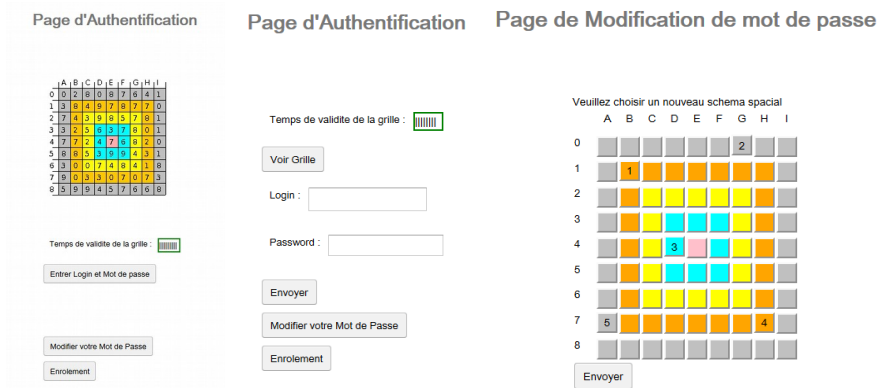 Page d'Authentification
A B C D E F G H I
0 0 2 8 0 8 7 6 4 1
1 3 8 4 9 7 8 7 7 0
2 7 4 3 9 8 5 7 8 1
3 3 2 5 6 3 7 8 0 1
4 7 7 2 4 7 6 8 2 0
5 8 8 5 3 9 9 4 3 1
6 3 0 0 7 4 8 4 1 8
7 9 0 3 3 0 7 0 7 3
8 5 9 9 4 5 7 6 6 8
Temps de validite de la grille :
Entrer Login et Mot de passe
Modifier votre Mot de Passe
Enrolement
Page d'Authentification
Temps de validite de la grille :
Voir Grille
Login :
Password :
Envoyer
Modifier votre Mot de Passe
Enrolement
Page de Modification de mot de passe
Veuillez choisir un nouveau schema spacial
A B C D E F G H I
0 2
1 1
2
3
4 3
5
6
7 5 4
8
Envoyer